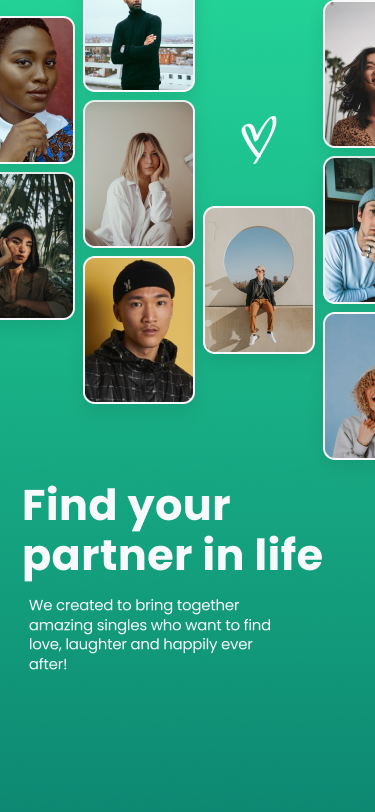 Find your
partner in life
We created to bring together
amazing singles who want to find
love, laughter and happily ever
after!